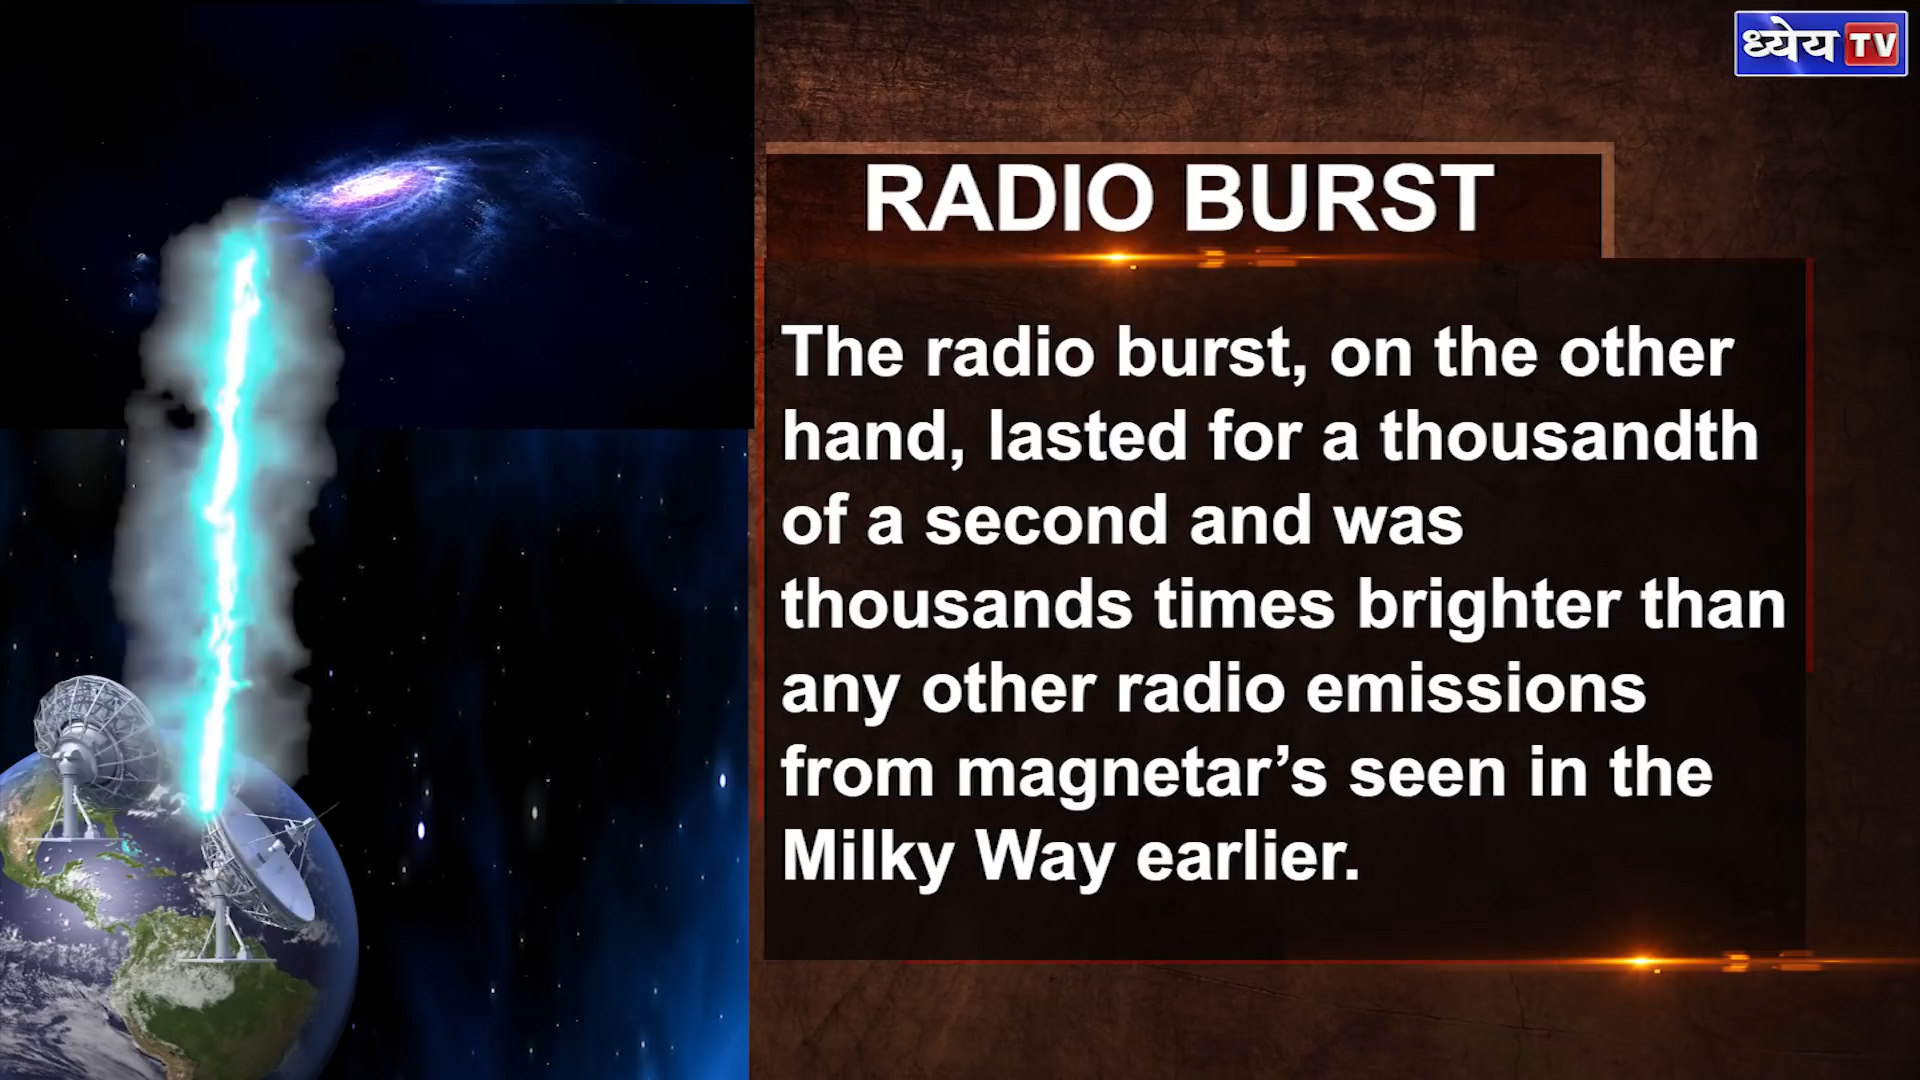 ध्येय TV
RADIO BURST
The radio burst, on the other
hand, lasted for a thousandth
of a second and was
thousands times brighter than
any other radio emissions
from magnetar’s seen in the
Milky Way earlier.